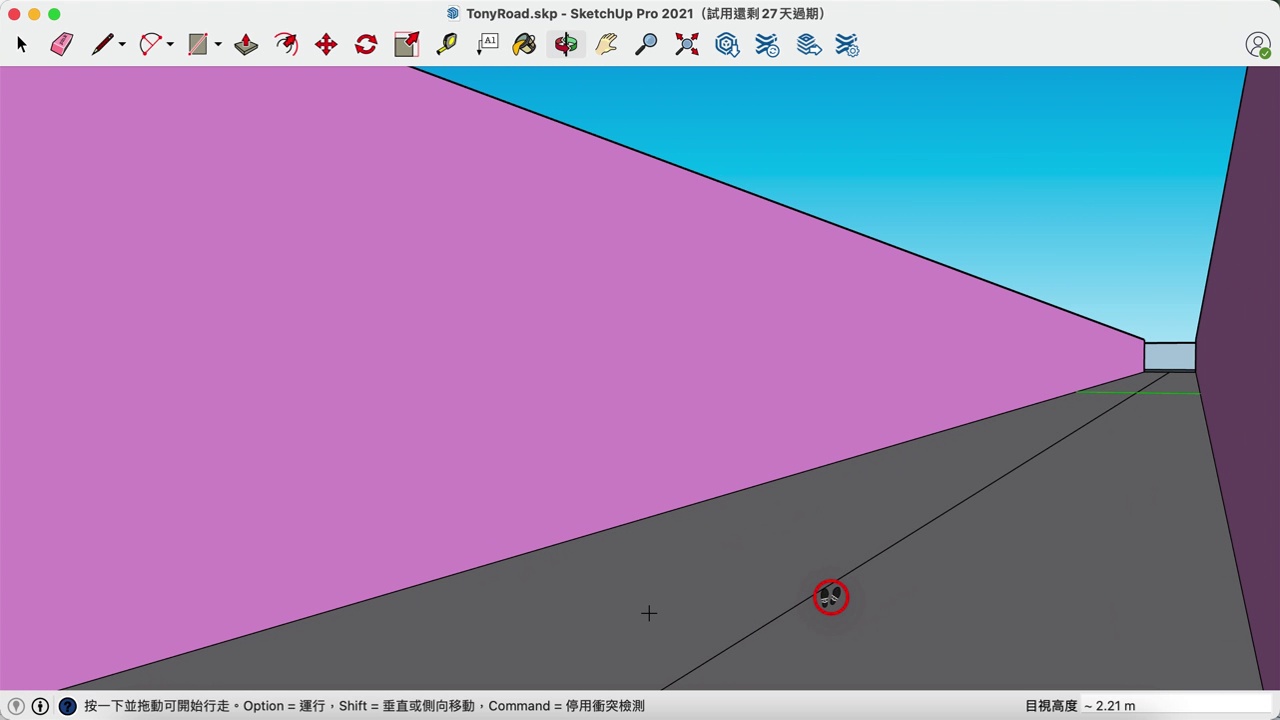 TonyRoad.skp - SketchUp Pro 2021（試用還剩 27 天過期）
A1
按一下並拖動可開始行走。Option = 運行，Shift = 垂直或側向移動，Command = 停用衝突檢測
目視高度 ~ 2.21 m